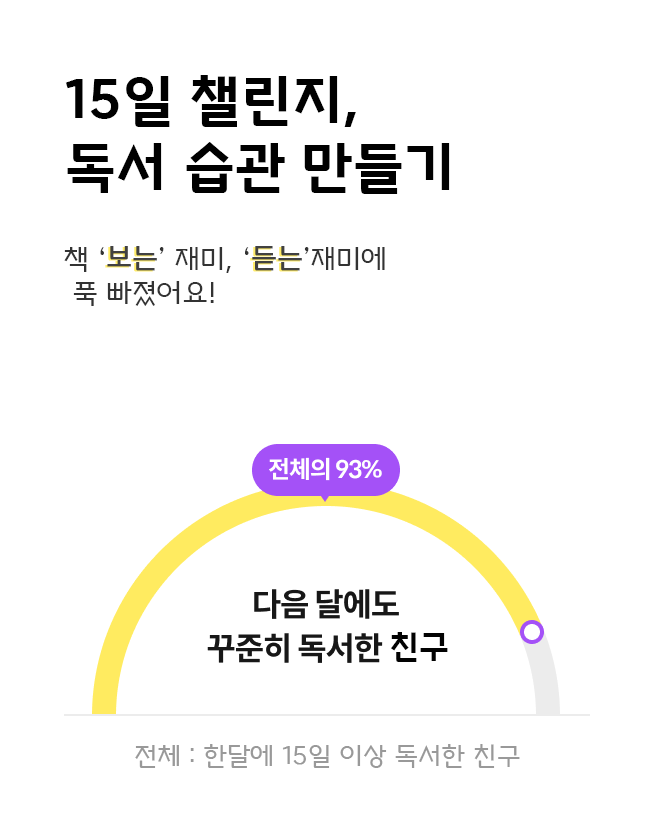 15일 챌린지,
독서 습관 만들기
책 ‘보는’ 재미, ‘듣는’재미에
푹 빠졌어요!
전체의 93%
다음 달에도
꾸준히 독서한 친구
전체 : 한달에 15일 이상 독서한 친구